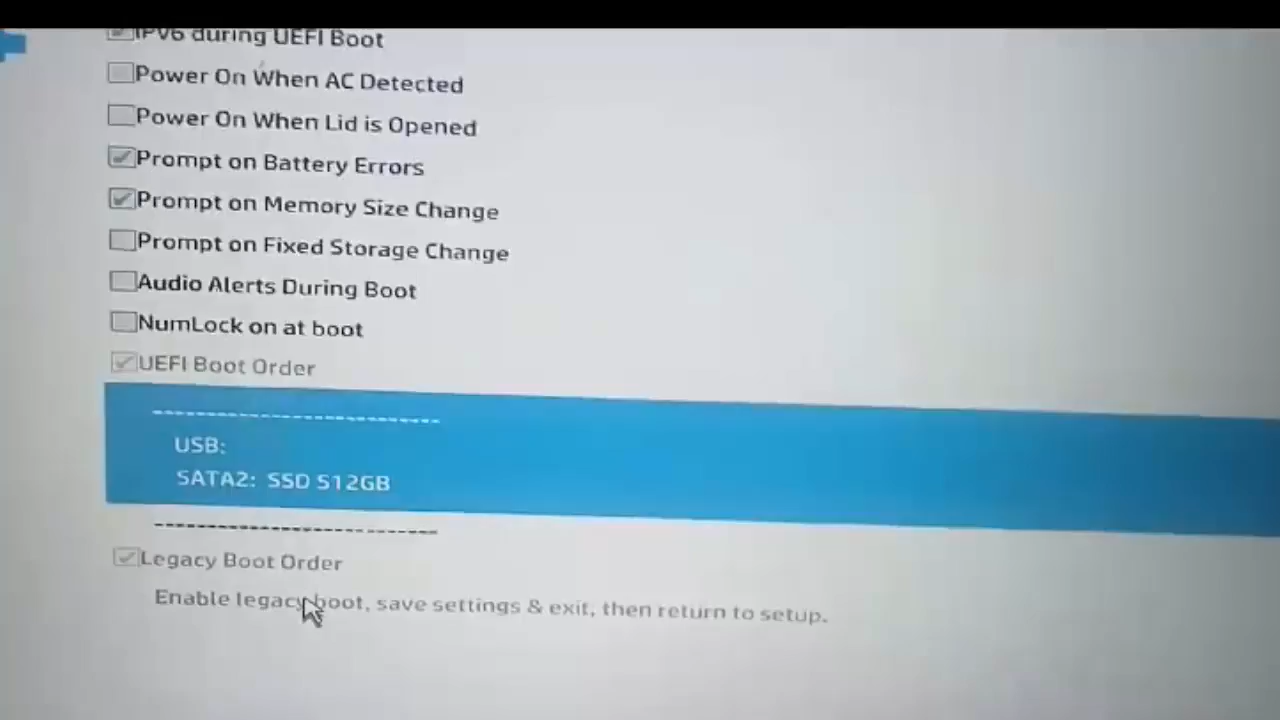 IPv6 during UEFI Boot
Power On When AC Detected
Power On When Lid is Opened
Prompt on Battery Errors
Prompt on Memory Size Change
Prompt on Fixed Storage Change
Audio Alerts During Boot
NumLock on at boot
UEFI Boot Order
--------------------------
USB:
SATA2: SSD 512GB
--------------------------
Legacy Boot Order
Enable legacy boot, save settings & exit, then return to setup.